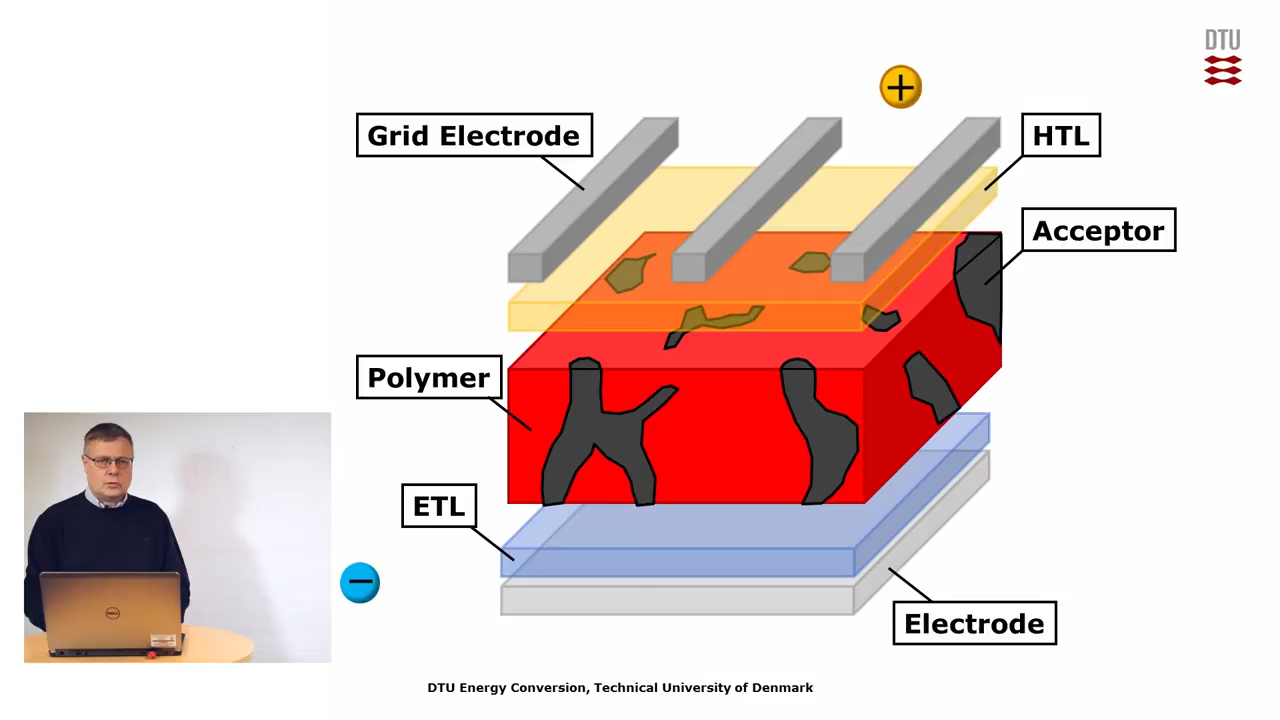 DTU
+
Grid Electrode
HTL
Acceptor
Polymer
ETL
−
Electrode
DTU Energy Conversion, Technical University of Denmark